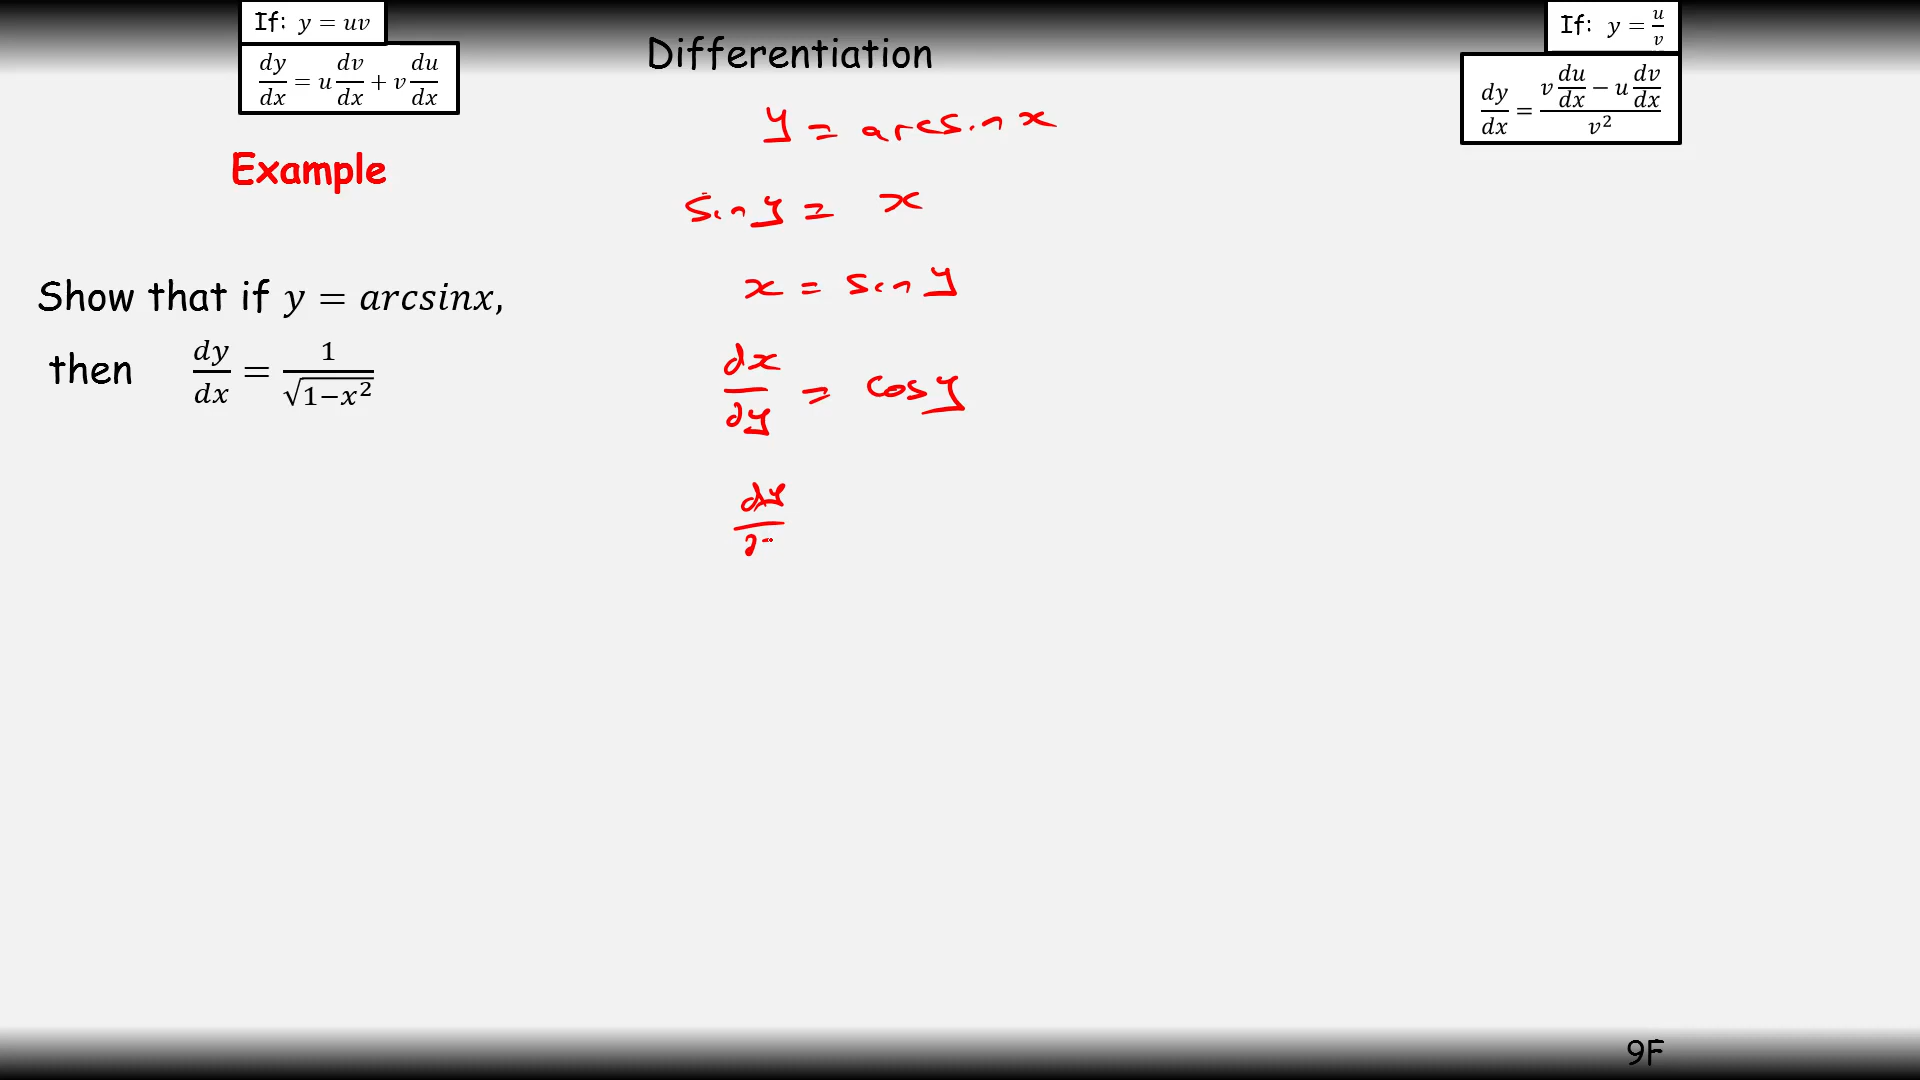 If: y = uv
dy/dx = u dv/dx + v du/dx
Differentiation
If: y = u/v
dy/dx = (v du/dx − u dv/dx)/v²
Example
Show that if y = arcsinx,
then dy/dx = 1/√(1−x²)
y = arcsin x
sin y = x
x = sin y
dx/dy = cos y
dy
9F